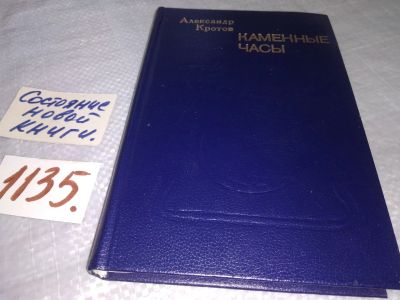 Александр
Кротов
КАМЕННЫЕ
ЧАСЫ
Состояние
новой
книги.
1135.